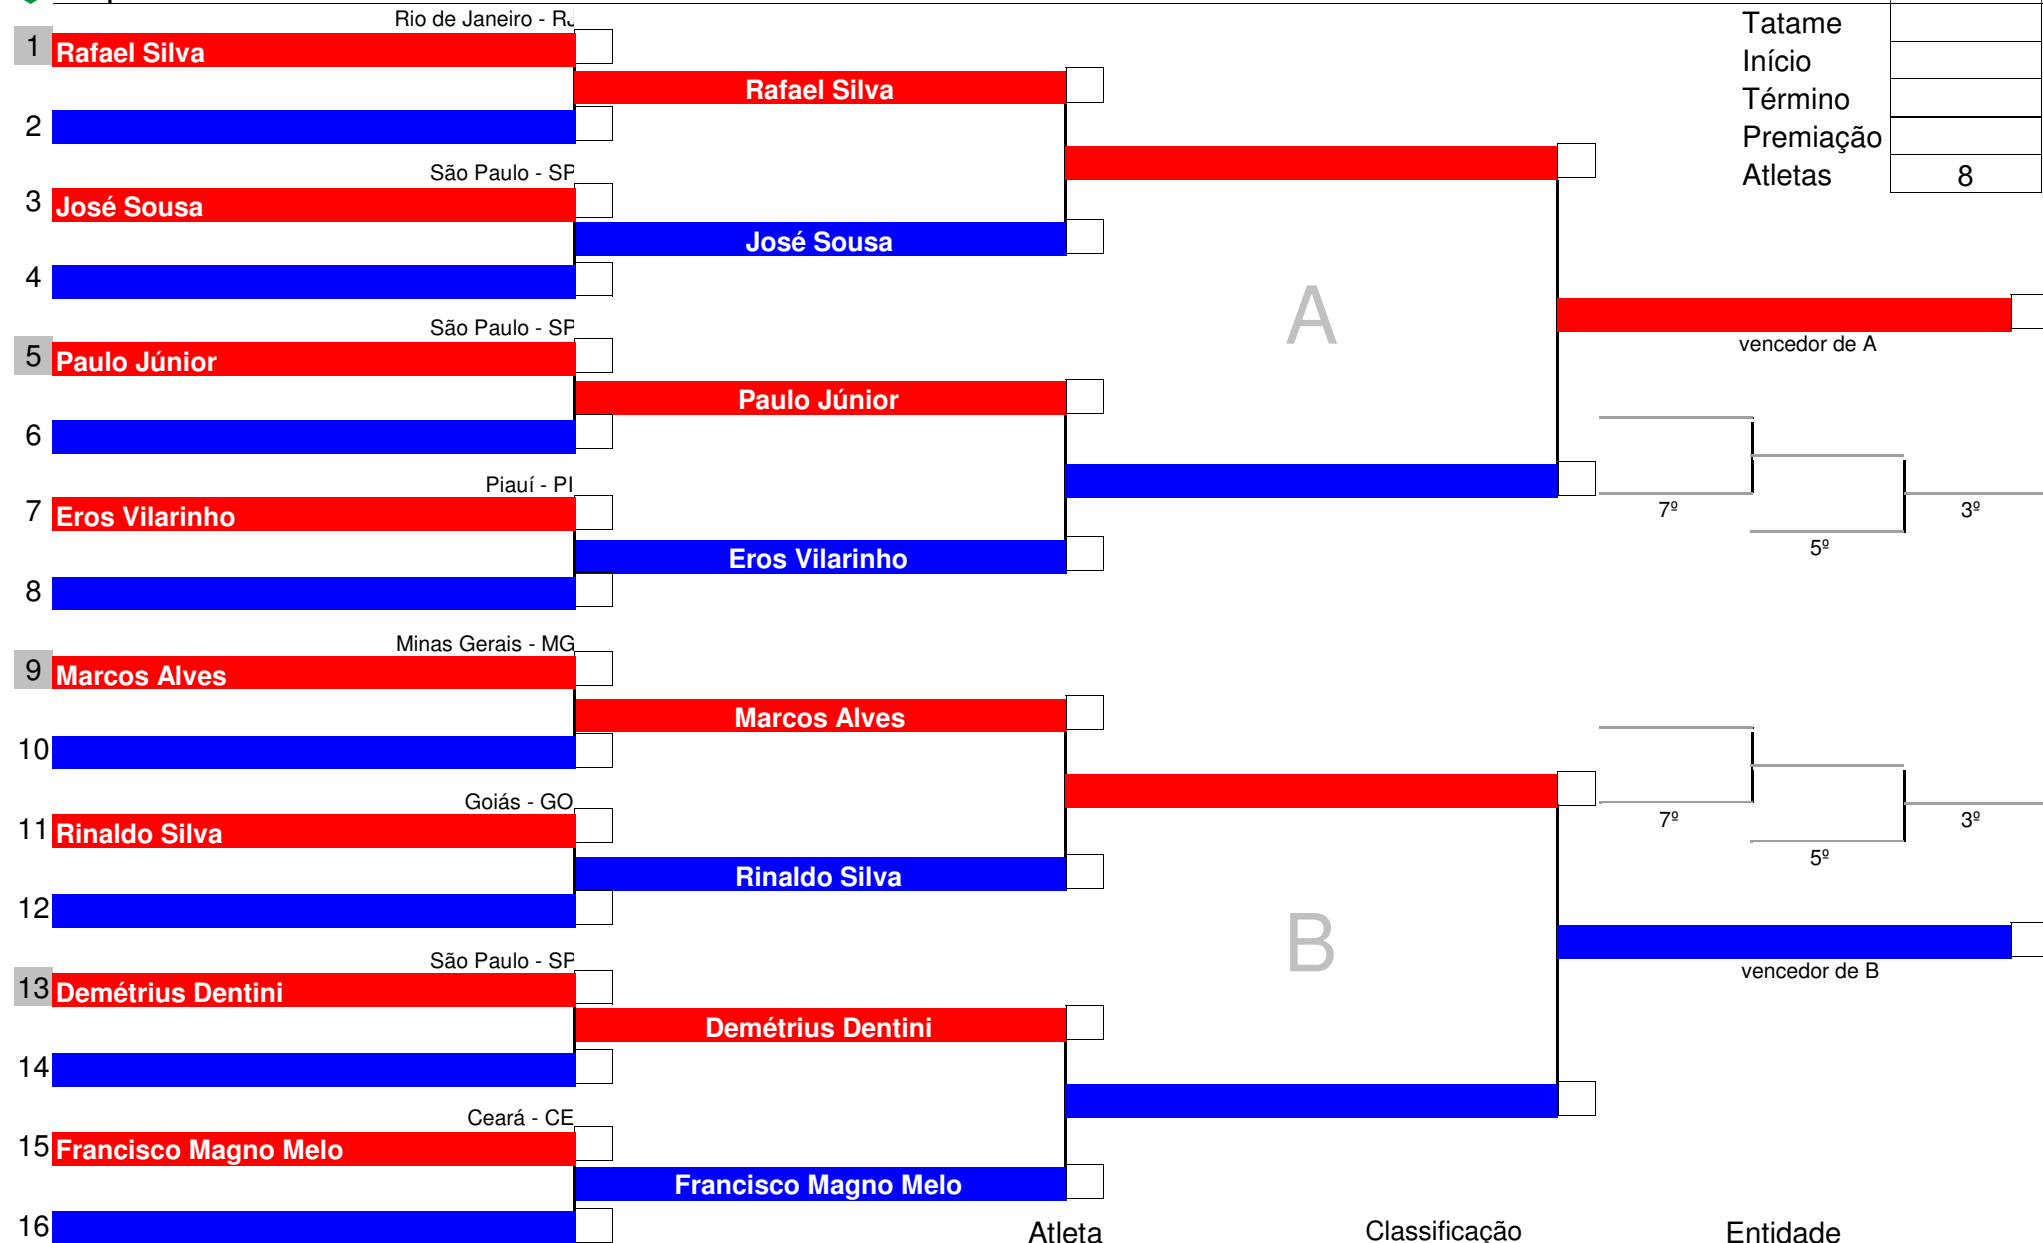 Rio de Janeiro - RJ
1 Rafael Silva
Rafael Silva
2
São Paulo - SP
3 José Sousa
José Sousa
4
São Paulo - SP
5 Paulo Júnior
Paulo Júnior
6
Piauí - PI
7 Eros Vilarinho
Eros Vilarinho
8
Minas Gerais - MG
9 Marcos Alves
Marcos Alves
10
Goiás - GO
11 Rinaldo Silva
Rinaldo Silva
12
São Paulo - SP
13 Demétrius Dentini
Demétrius Dentini
14
Ceará - CE
15 Francisco Magno Melo
Francisco Magno Melo
16
A
B
Tatame
Início
Término
Premiação
Atletas 8
vencedor de A
7º
3º
5º
7º
3º
5º
vencedor de B
Atleta Classificação Entidade